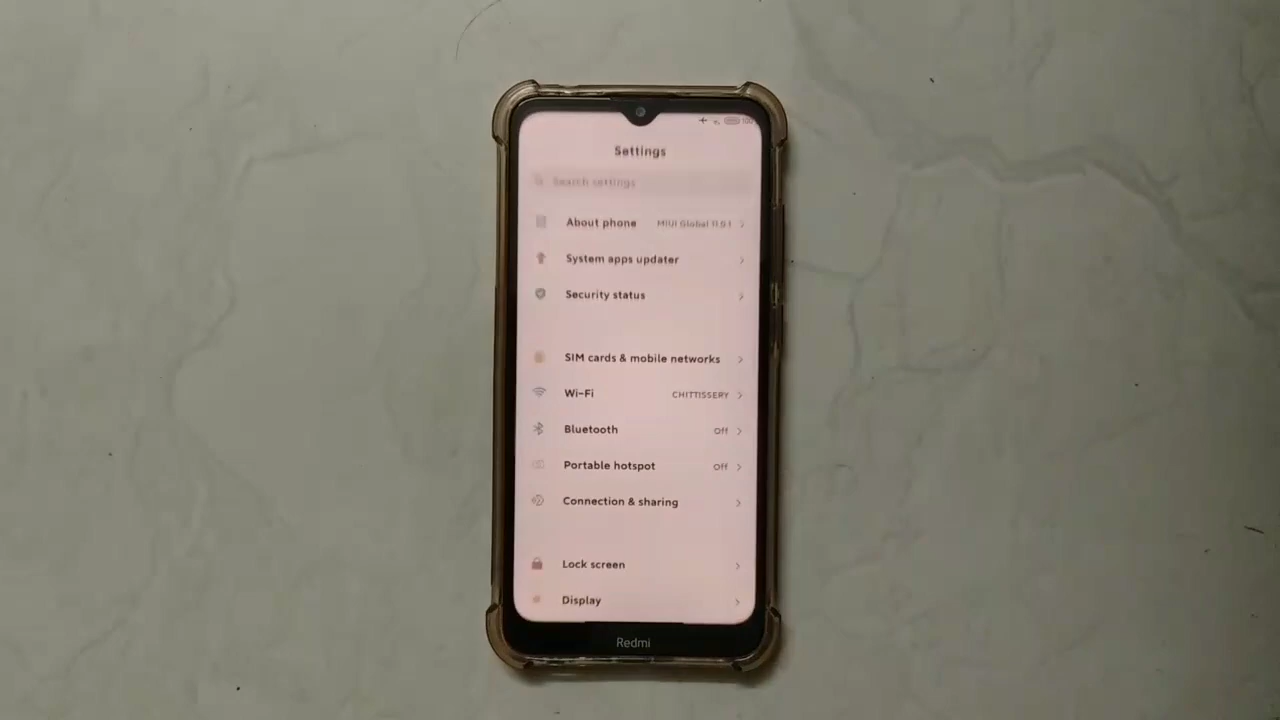 100
Settings
Search settings
About phone MIUI Global 11.0.1
System apps updater
Security status
SIM cards & mobile networks
Wi-Fi CHITTISSERY
Bluetooth Off
Portable hotspot Off
Connection & sharing
Lock screen
Display
Redmi